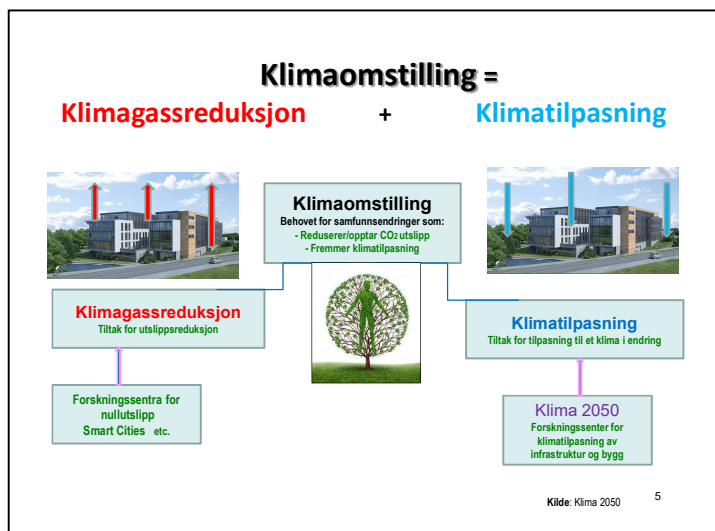 Klimaomstilling =
Klimagassreduksjon + Klimatilpasning
Klimaomstilling
Behovet for samfunnsendringer som:
- Reduserer/opptar CO2 utslipp
- Fremmer klimatilpasning
Klimagassreduksjon
Tiltak for utslippsreduksjon
Klimatilpasning
Tiltak for tilpasning til et klima i endring
Forskningssentra for
nullutslipp
Smart Cities etc.
Klima 2050
Forskningssenter for
klimatilpasning av
infrastruktur og bygg
Kilde: Klima 2050
5